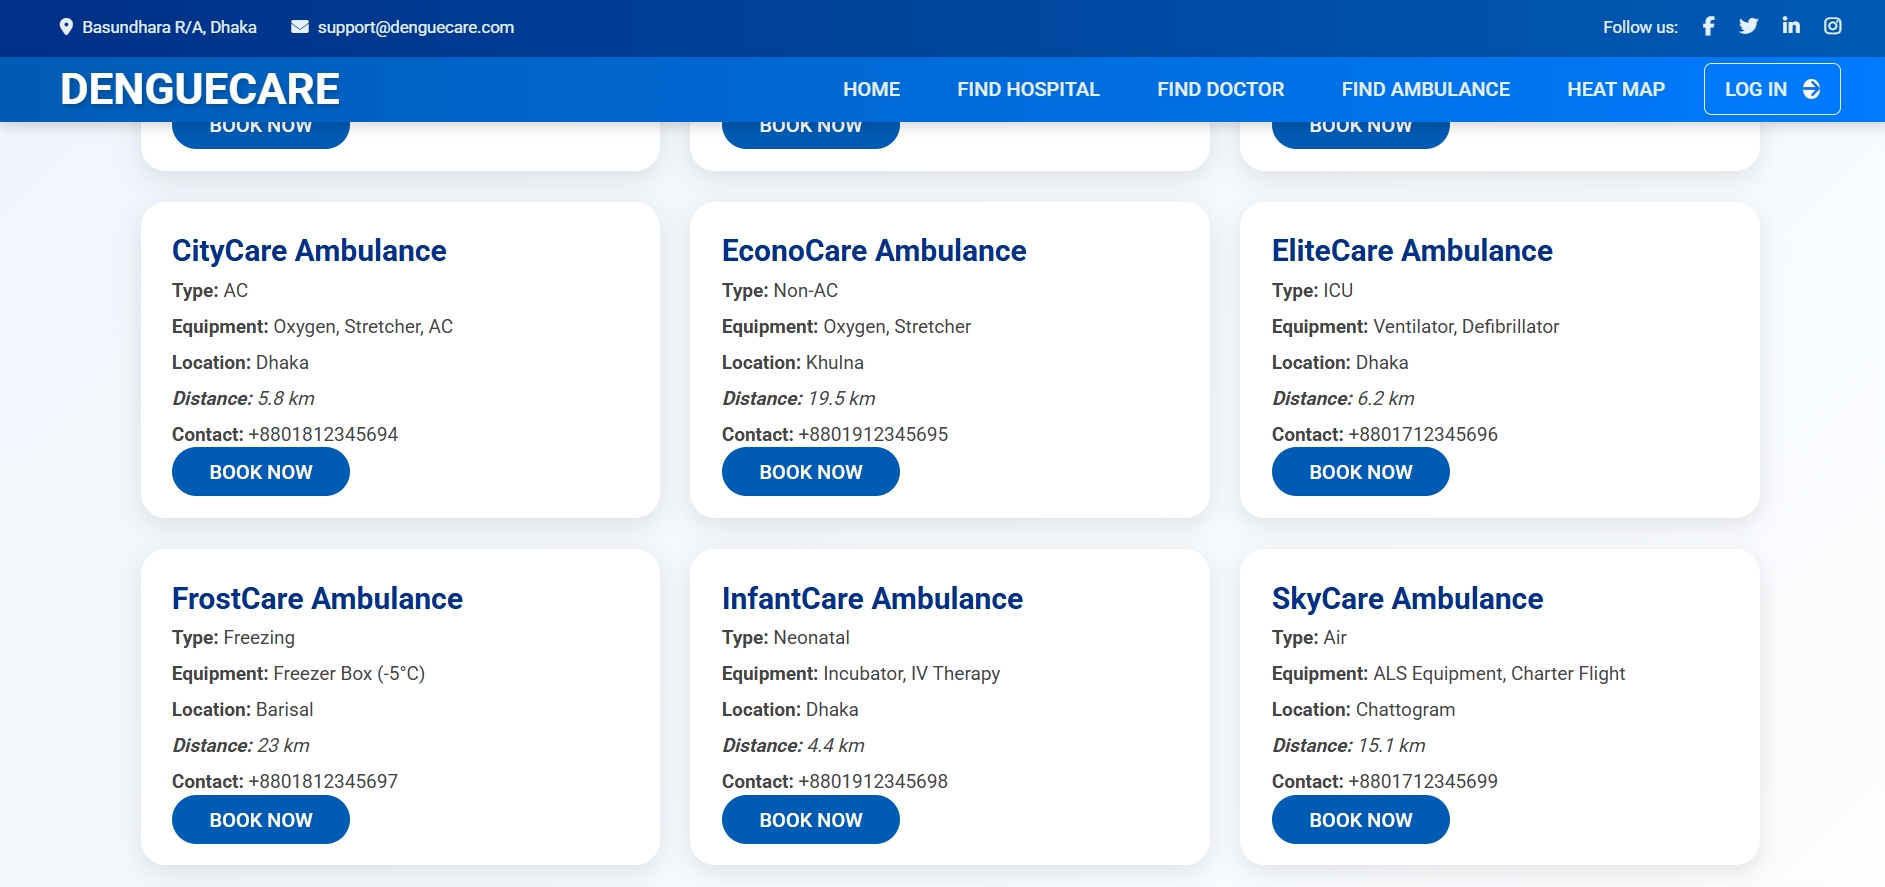 Basundhara R/A, Dhaka support@denguecare.com Follow us:
DENGUECARE HOME FIND HOSPITAL FIND DOCTOR FIND AMBULANCE HEAT MAP LOG IN
BOOK NOW BOOK NOW BOOK NOW
CityCare Ambulance
Type: AC
Equipment: Oxygen, Stretcher, AC
Location: Dhaka
Distance: 5.8 km
Contact: +8801812345694
BOOK NOW
EconoCare Ambulance
Type: Non-AC
Equipment: Oxygen, Stretcher
Location: Khulna
Distance: 19.5 km
Contact: +8801912345695
BOOK NOW
EliteCare Ambulance
Type: ICU
Equipment: Ventilator, Defibrillator
Location: Dhaka
Distance: 6.2 km
Contact: +8801712345696
BOOK NOW
FrostCare Ambulance
Type: Freezing
Equipment: Freezer Box (-5°C)
Location: Barisal
Distance: 23 km
Contact: +8801812345697
BOOK NOW
InfantCare Ambulance
Type: Neonatal
Equipment: Incubator, IV Therapy
Location: Dhaka
Distance: 4.4 km
Contact: +8801912345698
BOOK NOW
SkyCare Ambulance
Type: Air
Equipment: ALS Equipment, Charter Flight
Location: Chattogram
Distance: 15.1 km
Contact: +8801712345699
BOOK NOW